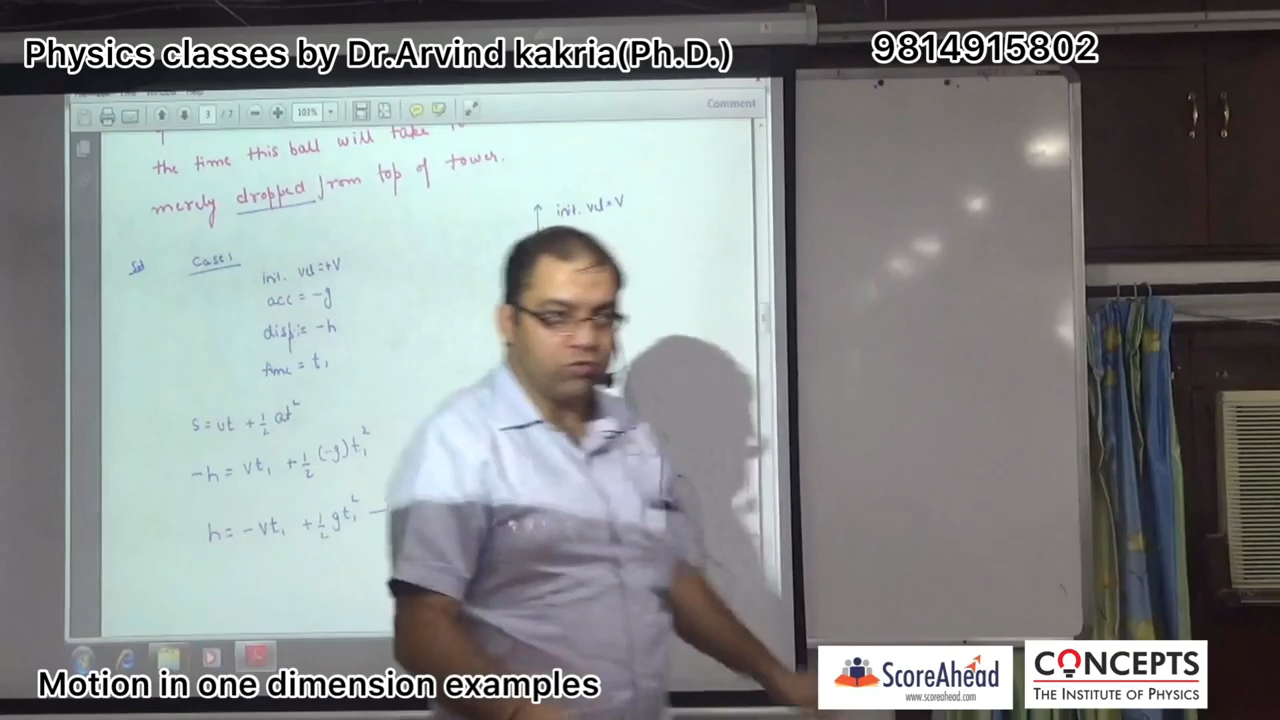 Physics classes by Dr.Arvind kakria(Ph.D.)
9814915802
3 / 7
103%
Comment
the time this ball will take
merely dropped from top of tower.
init. vel = V
Sol
Case 1
init. vel = +V
acc = -g
disp = -h
time = t₁
S = ut + ½ at²
-h = vt₁ + ½ (-g) t₁²
h = - vt₁ + ½ gt₁² –
Motion in one dimension examples
ScoreAhead
www.scoreahead.com
CONCEPTS
THE INSTITUTE OF PHYSICS